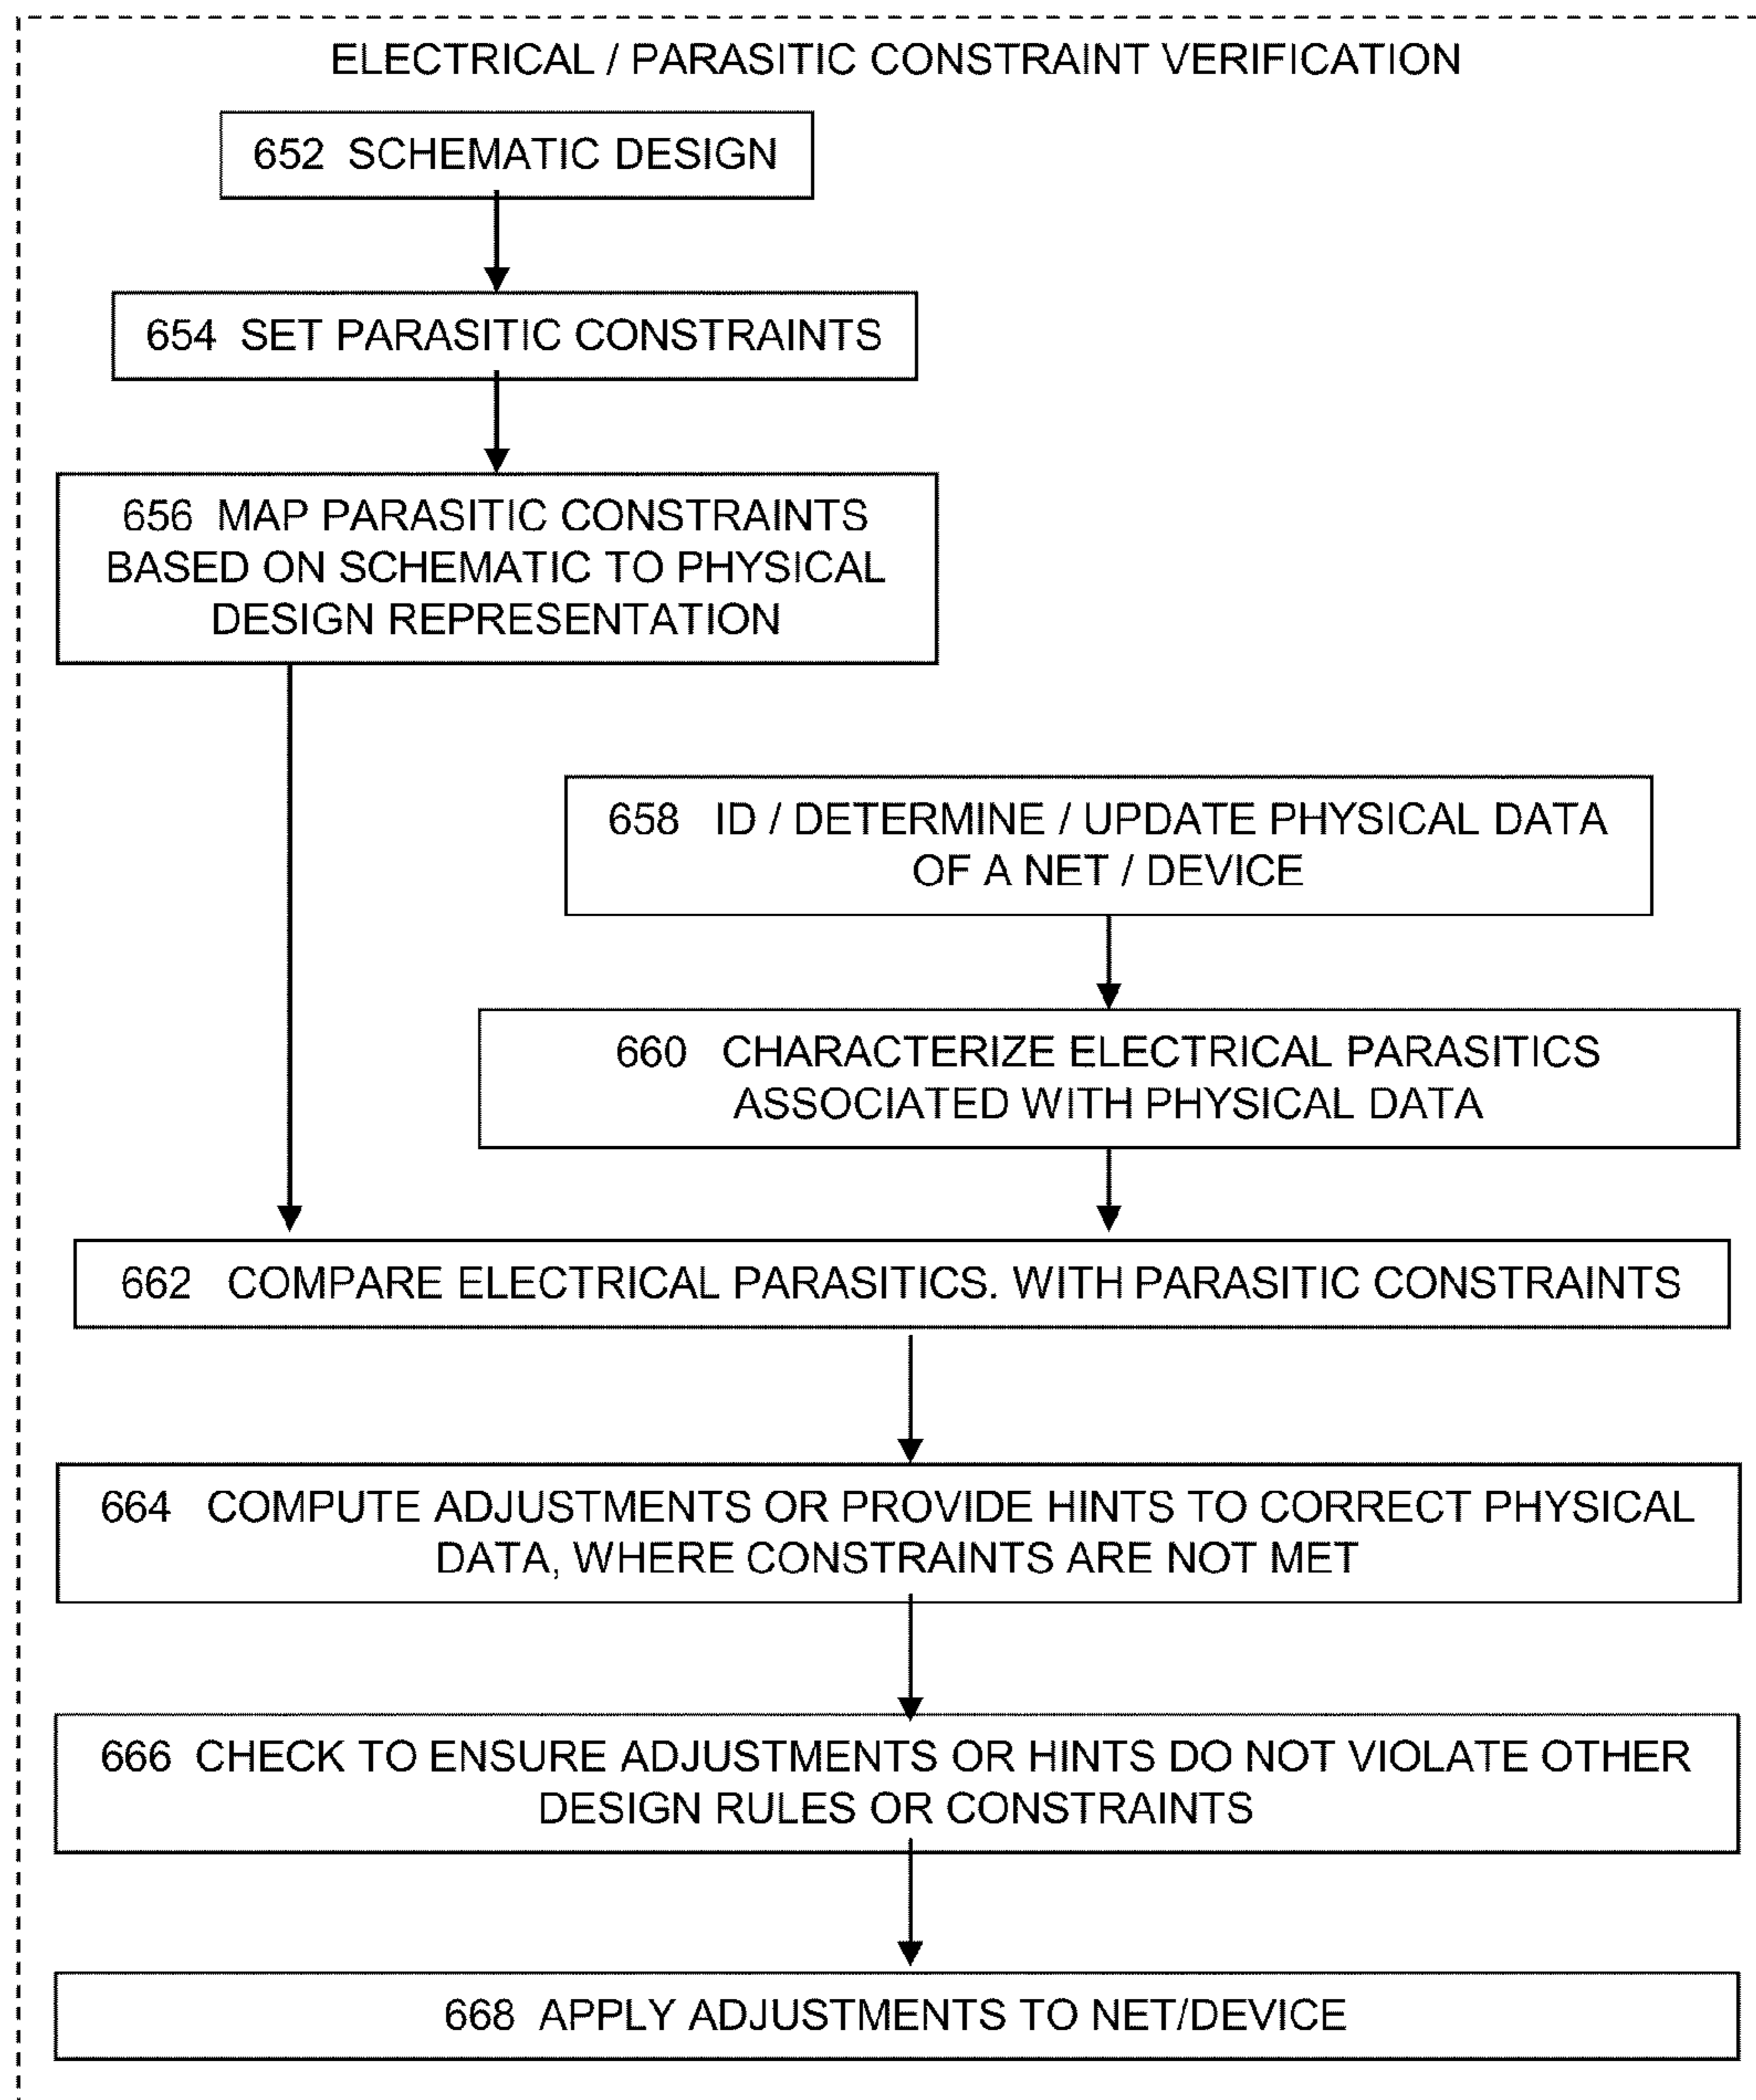 ELECTRICAL / PARASITIC CONSTRAINT VERIFICATION
652 SCHEMATIC DESIGN
654 SET PARASITIC CONSTRAINTS
656 MAP PARASITIC CONSTRAINTS
BASED ON SCHEMATIC TO PHYSICAL
DESIGN REPRESENTATION
658 ID / DETERMINE / UPDATE PHYSICAL DATA
OF A NET / DEVICE
660 CHARACTERIZE ELECTRICAL PARASITICS
ASSOCIATED WITH PHYSICAL DATA
662 COMPARE ELECTRICAL PARASITICS. WITH PARASITIC CONSTRAINTS
664 COMPUTE ADJUSTMENTS OR PROVIDE HINTS TO CORRECT PHYSICAL
DATA, WHERE CONSTRAINTS ARE NOT MET
666 CHECK TO ENSURE ADJUSTMENTS OR HINTS DO NOT VIOLATE OTHER
DESIGN RULES OR CONSTRAINTS
668 APPLY ADJUSTMENTS TO NET/DEVICE